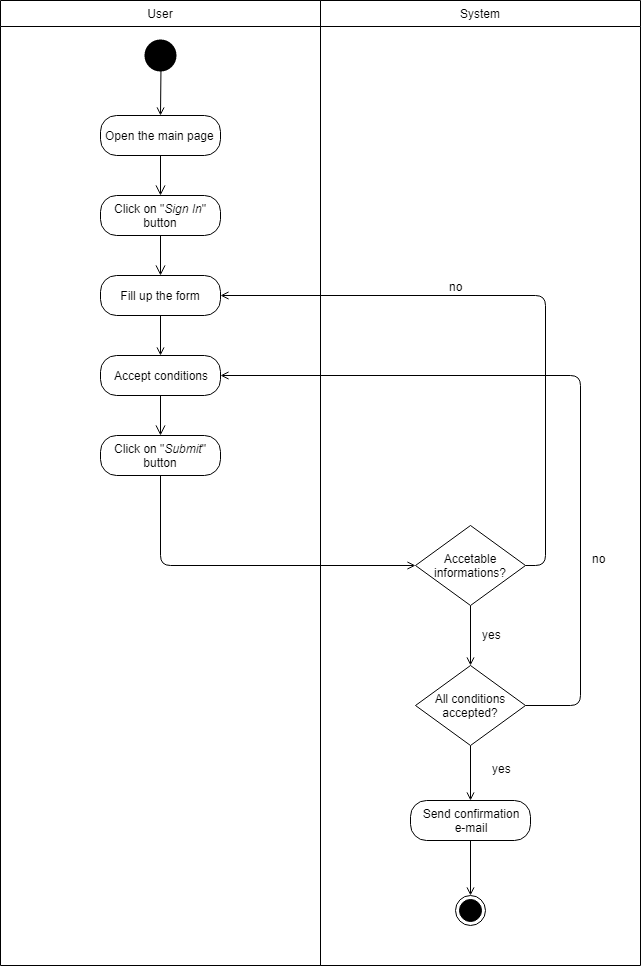 User
System
Open the main page
Click on "Sign In"
button
Fill up the form
no
Accept conditions
Click on "Submit"
button
Accetable
informations?
no
yes
All conditions
accepted?
yes
Send confirmation
e-mail